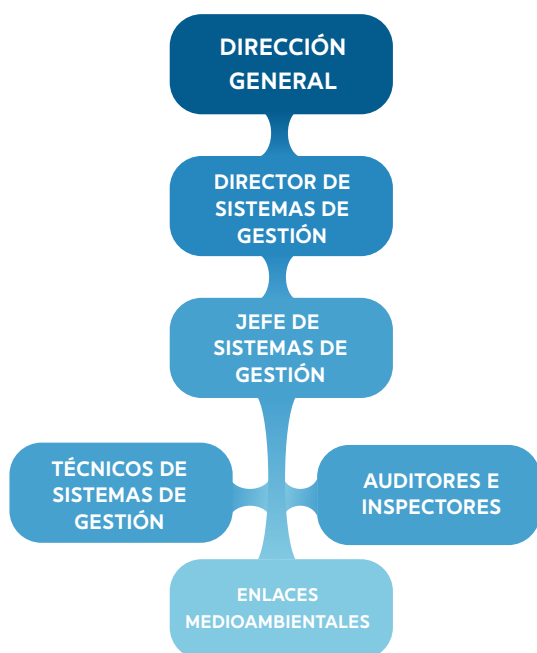 DIRECCIÓN
GENERAL
DIRECTOR DE
SISTEMAS DE
GESTIÓN
JEFE DE
SISTEMAS DE
GESTIÓN
TÉCNICOS DE
SISTEMAS DE
GESTIÓN
AUDITORES E
INSPECTORES
ENLACES
MEDIOAMBIENTALES